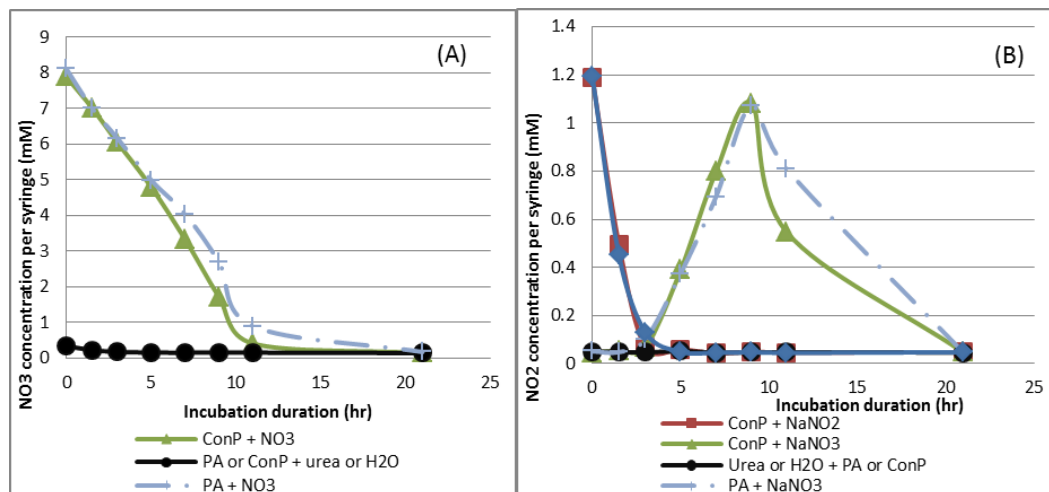 (A)
NO3 concentration per syringe (mM)
9
8
7
6
5
4
3
2
1
0
0 5 10 15 20 25
Incubation duration (hr)
ConP + NO3
PA or ConP + urea or H2O
PA + NO3
(B)
NO2 concentration per syringe (mM)
1.4
1.2
1
0.8
0.6
0.4
0.2
0
0 5 10 15 20 25
Incubation duration (hr)
ConP + NaNO2
ConP + NaNO3
Urea or H2O + PA or ConP
PA + NaNO3